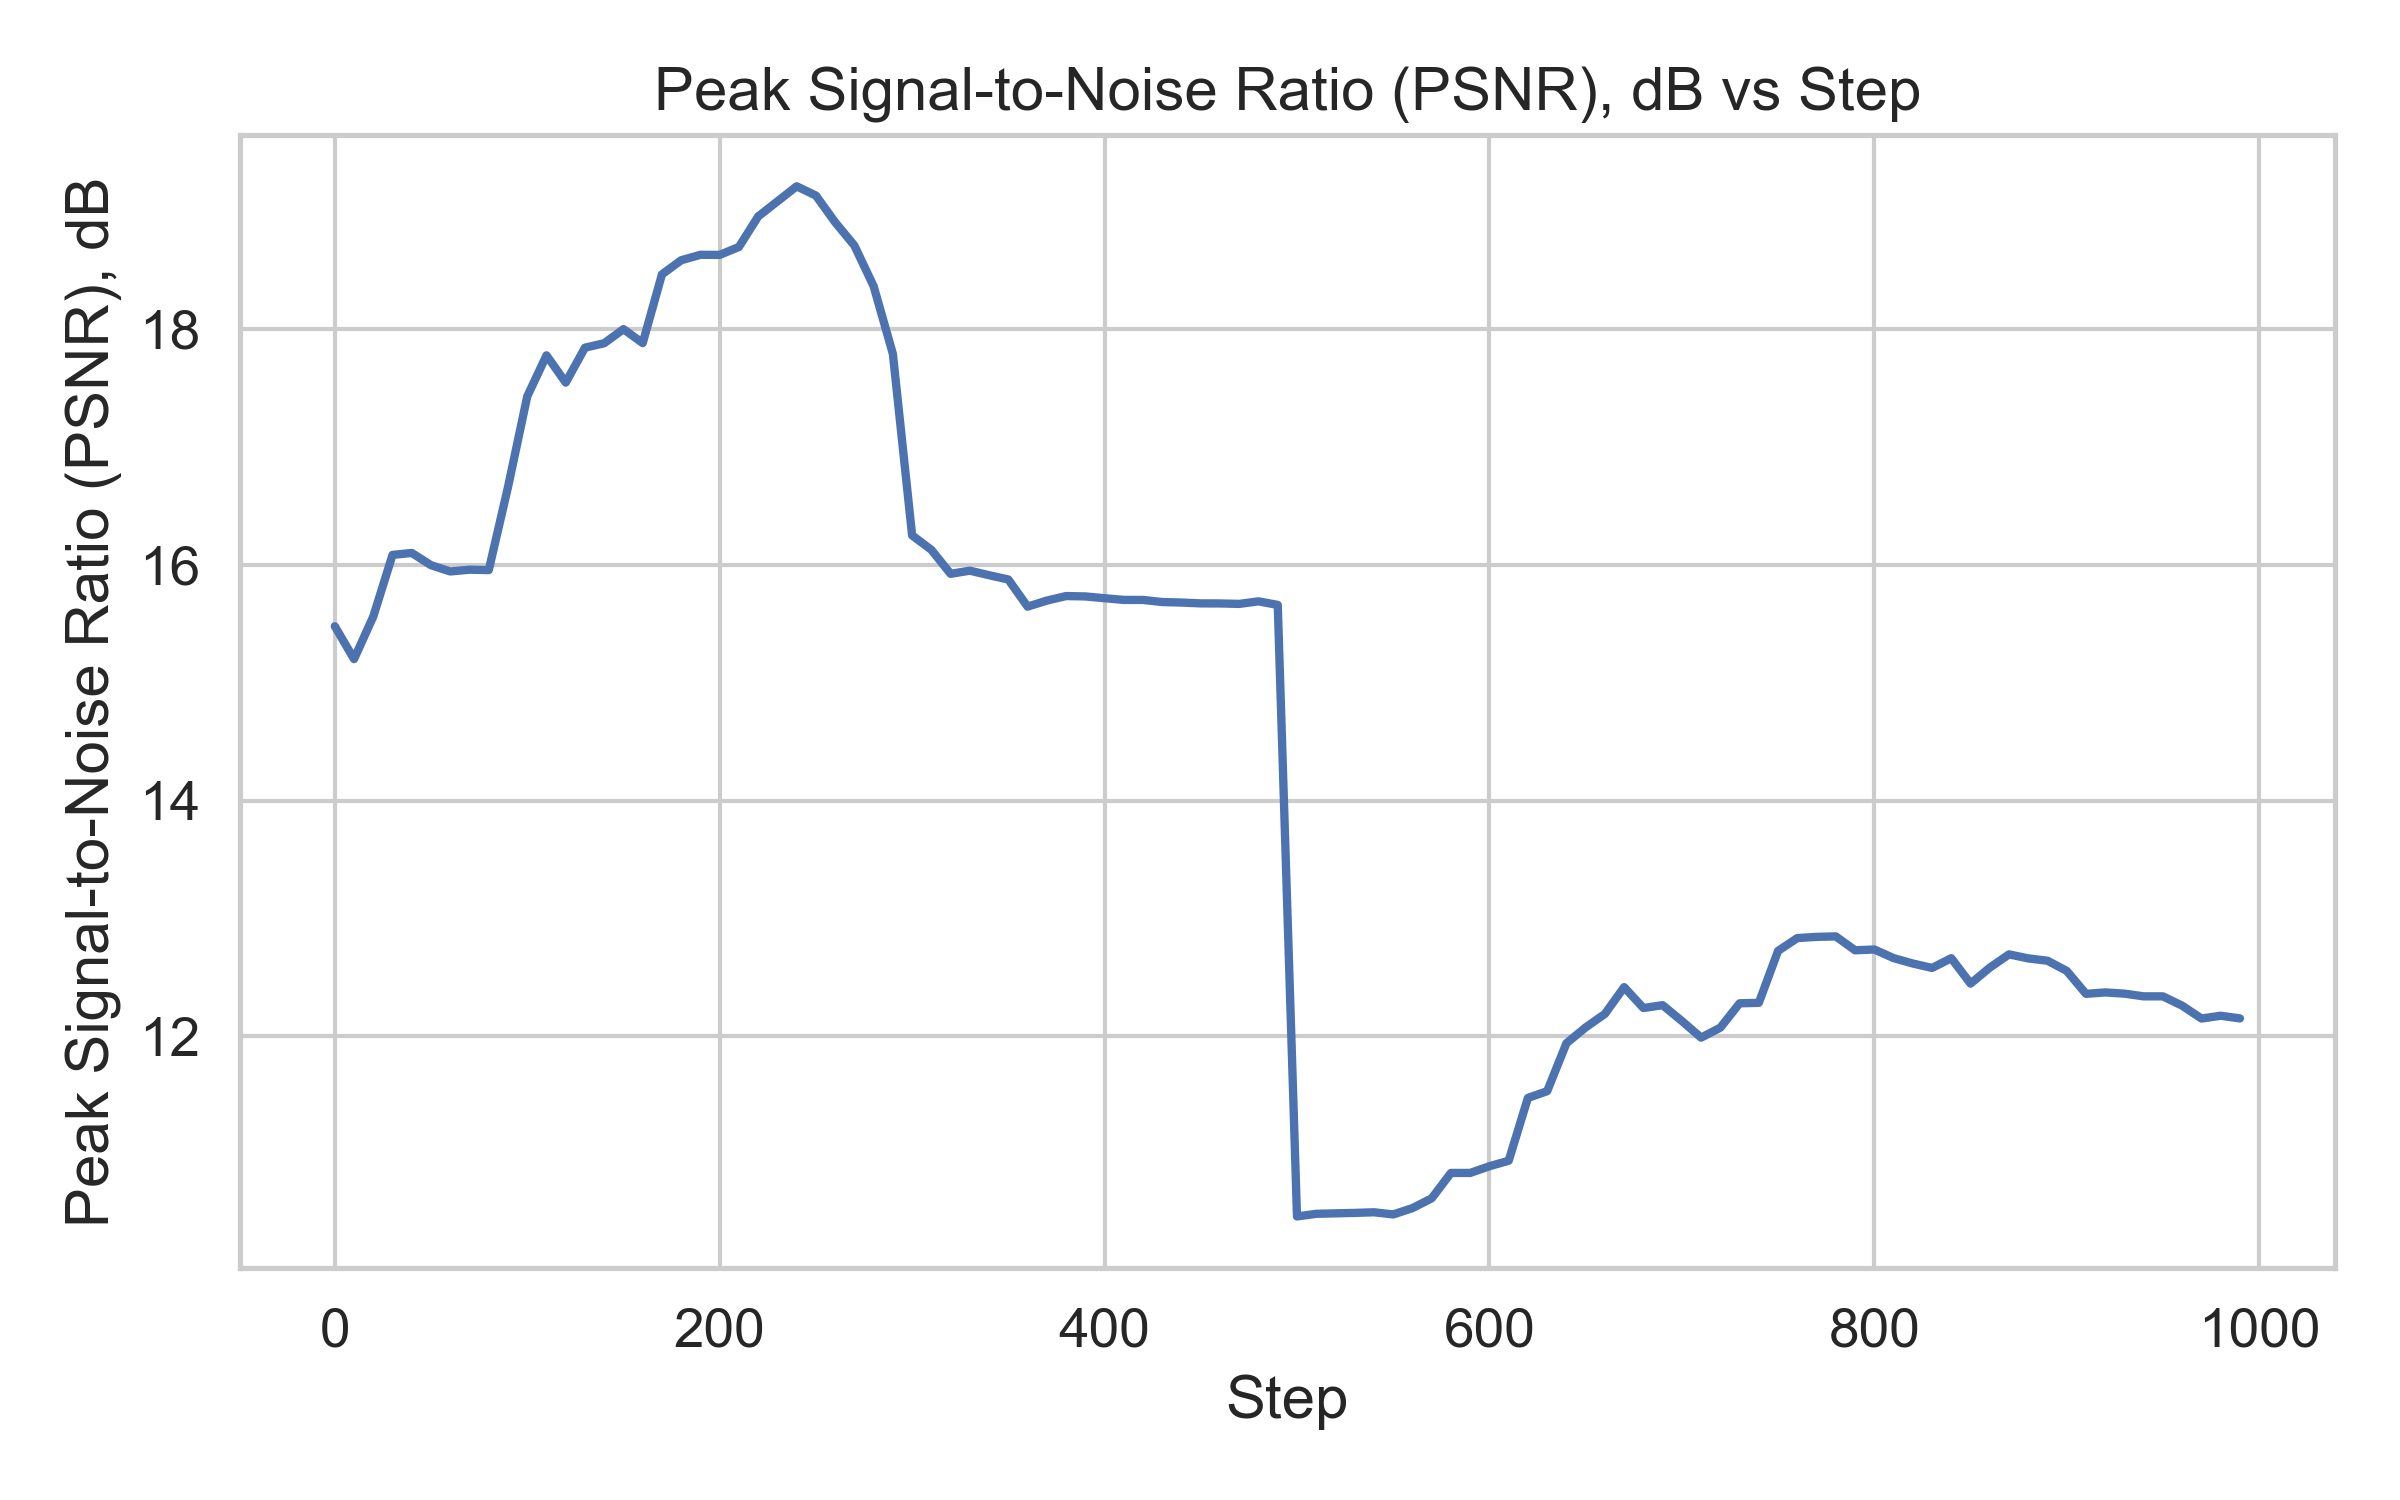 Peak Signal-to-Noise Ratio (PSNR), dB vs Step
Peak Signal-to-Noise Ratio (PSNR), dB
18
16
14
12
0 200 400 600 800 1000
Step